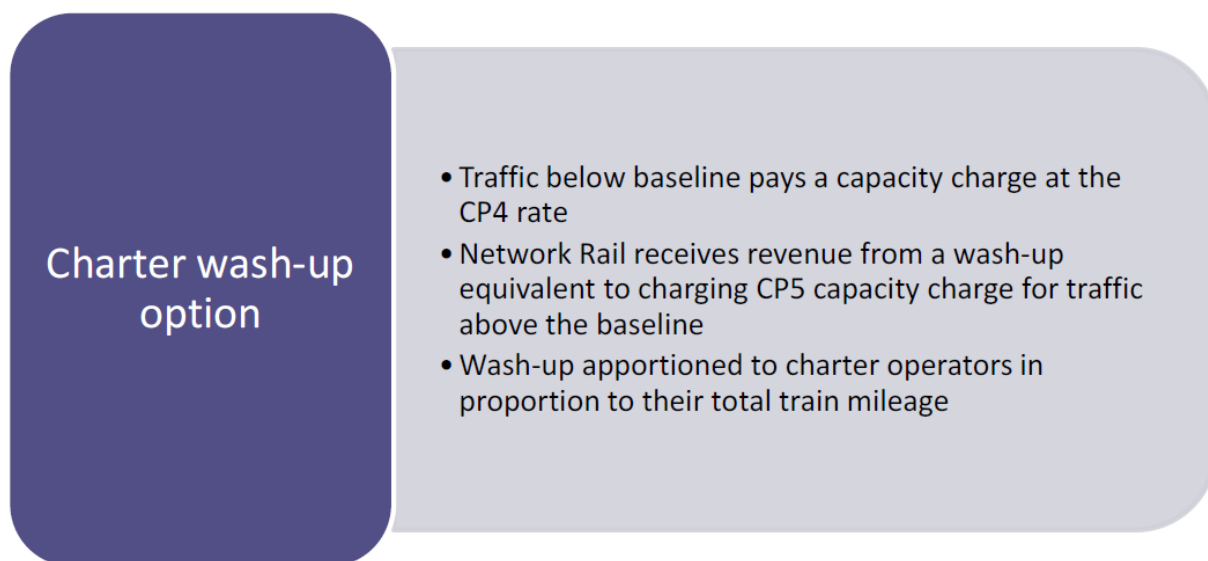 Charter wash-up
option
• Traffic below baseline pays a capacity charge at the
CP4 rate
• Network Rail receives revenue from a wash-up
equivalent to charging CP5 capacity charge for traffic
above the baseline
• Wash-up apportioned to charter operators in
proportion to their total train mileage